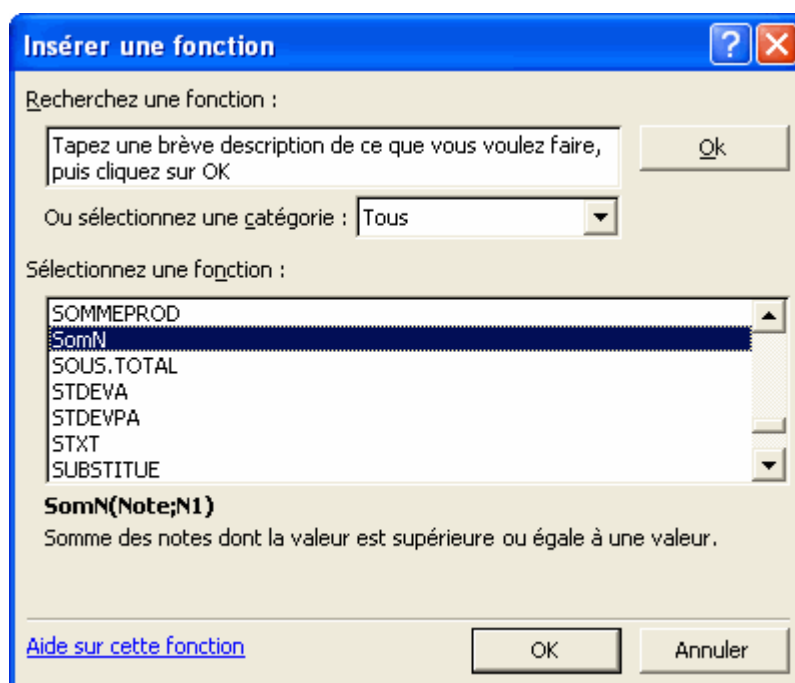 Insérer une fonction
Recherchez une fonction :
Tapez une brève description de ce que vous voulez faire,
puis cliquez sur OK
Ok
Ou sélectionnez une catégorie : Tous
Sélectionnez une fonction :
SOMMEPROD
SomN
SOUS.TOTAL
STDEVA
STDEVPA
STXT
SUBSTITUE
SomN(Note;N1)
Somme des notes dont la valeur est supérieure ou égale à une valeur.
Aide sur cette fonction
OK
Annuler